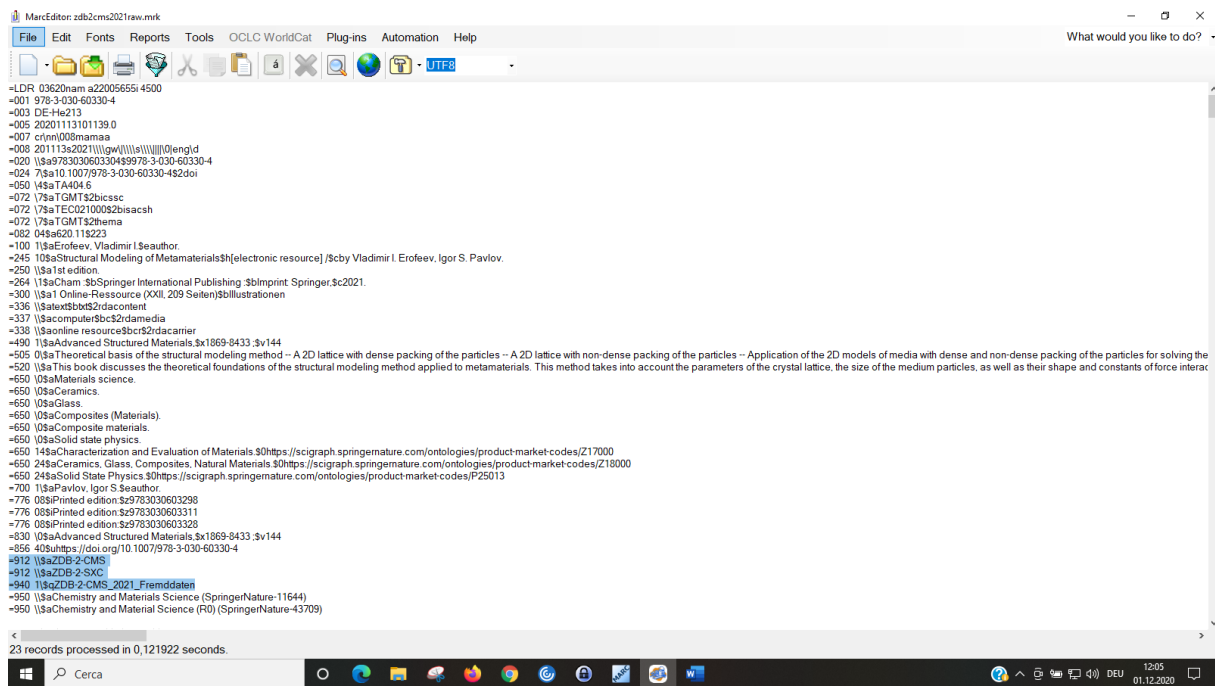 MarcEditor: zdb2cms2021raw.mrk
File Edit Fonts Reports Tools OCLC WorldCat Plug-ins Automation Help What would you like to do?
á UTF8
=LDR 03620nam a22005655i 4500
=001 978-3-030-60330-4
=003 DE-He213
=005 20201113101139.0
=007 cr\nn\008mamaa
=008 201113s2021\\\\gw\|\\\\s\\\\||||\0|eng\d
=020 \\$a9783030603304$9978-3-030-60330-4
=024 7\$a10.1007/978-3-030-60330-4$2doi
=050 \4$aTA404.6
=072 \7$aTGMT$2bicssc
=072 \7$aTEC021000$2bisacsh
=072 \7$aTGMT$2thema
=082 04$a620.11$223
=100 1\$aErofeev, Vladimir I.$eauthor.
=245 10$aStructural Modeling of Metamaterials$h[electronic resource] /$cby Vladimir I. Erofeev, Igor S. Pavlov.
=250 \\$a1st edition.
=264 \1$aCham :$bSpringer International Publishing :$bImprint: Springer,$c2021.
=300 \\$a1 Online-Ressource (XXII, 209 Seiten)$bIllustrationen
=336 \\$atext$btxt$2rdacontent
=337 \\$acomputer$bc$2rdamedia
=338 \\$aonline resource$bcr$2rdacarrier
=490 1\$aAdvanced Structured Materials,$x1869-8433 ;$v144
=505 0\$aTheoretical basis of the structural modeling method -- A 2D lattice with dense packing of the particles -- A 2D lattice with non-dense packing of the particles -- Application of the 2D models of media with dense and non-dense packing of the particles for solving the
=520 \\$aThis book discusses the theoretical foundations of the structural modeling method applied to metamaterials. This method takes into account the parameters of the crystal lattice, the size of the medium particles, as well as their shape and constants of force interac
=650 \0$aMaterials science.
=650 \0$aCeramics.
=650 \0$aGlass.
=650 \0$aComposites (Materials).
=650 \0$aComposite materials.
=650 \0$aSolid state physics.
=650 14$aCharacterization and Evaluation of Materials.$0https://scigraph.springernature.com/ontologies/product-market-codes/Z17000
=650 24$aCeramics, Glass, Composites, Natural Materials.$0https://scigraph.springernature.com/ontologies/product-market-codes/Z18000
=650 24$aSolid State Physics.$0https://scigraph.springernature.com/ontologies/product-market-codes/P25013
=700 1\$aPavlov, Igor S.$eauthor.
=776 08$iPrinted edition:$z9783030603298
=776 08$iPrinted edition:$z9783030603311
=776 08$iPrinted edition:$z9783030603328
=830 \0$aAdvanced Structured Materials,$x1869-8433 ;$v144
=856 40$uhttps://doi.org/10.1007/978-3-030-60330-4
=912 \\$aZDB-2-CMS
=912 \\$aZDB-2-SXC
=940 1\$qZDB-2-CMS_2021_Fremddaten
=950 \\$aChemistry and Materials Science (SpringerNature-11644)
=950 \\$aChemistry and Material Science (R0) (SpringerNature-43709)
23 records processed in 0,121922 seconds.
Cerca DEU 12:05
01.12.2020